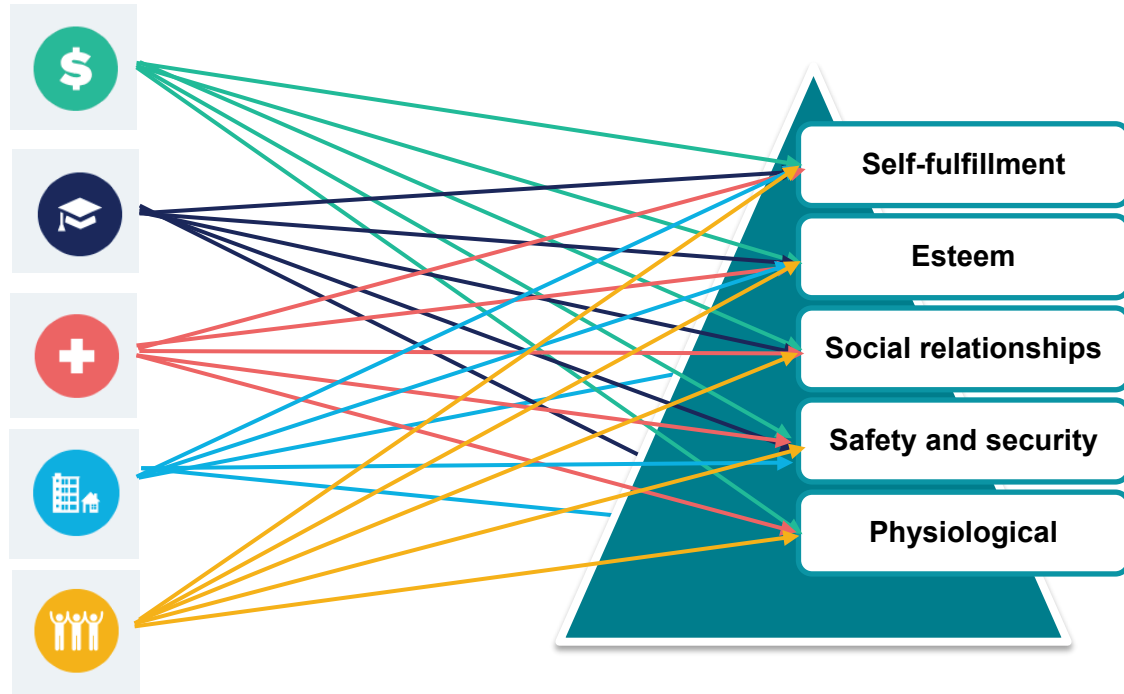 $
Self-fulfillment
Esteem
Social relationships
Safety and security
Physiological